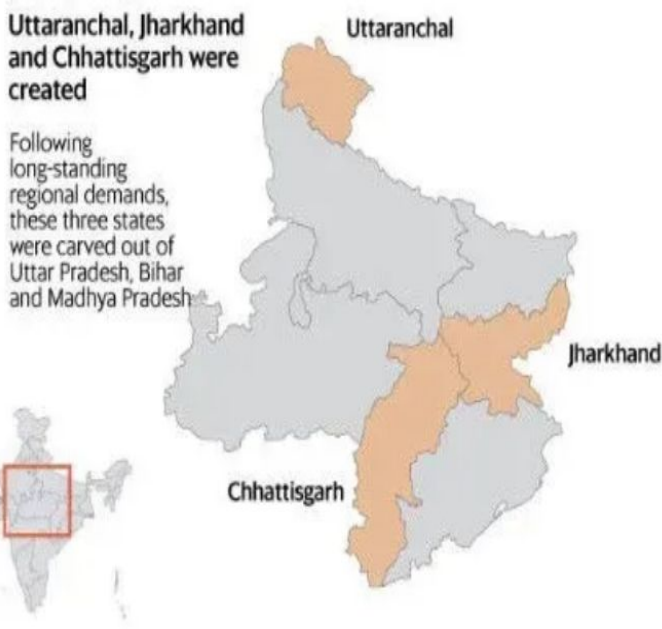 Uttaranchal, Jharkhand
and Chhattisgarh were
created
Following
long-standing
regional demands,
these three states
were carved out of
Uttar Pradesh, Bihar
and Madhya Pradesh
Uttaranchal
Jharkhand
Chhattisgarh